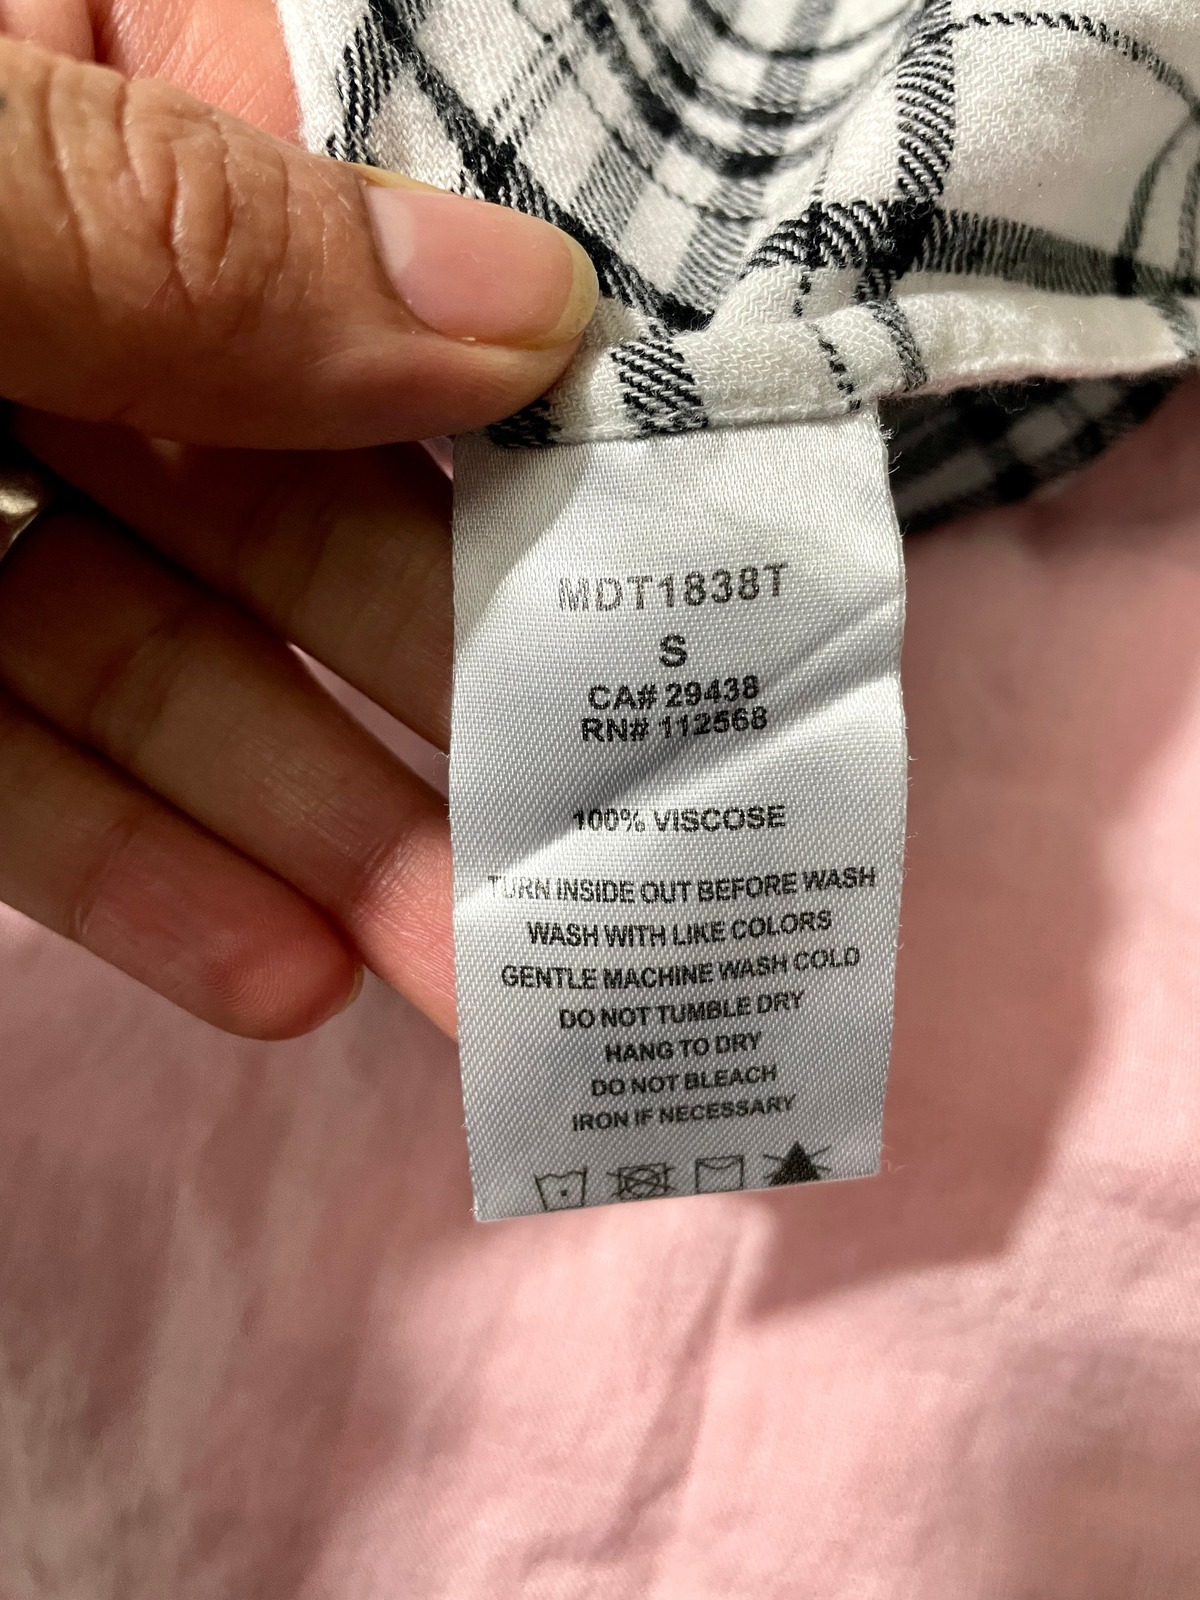 MDT1838T
S
CA# 29438
RN# 112568
100% VISCOSE
TURN INSIDE OUT BEFORE WASH
WASH WITH LIKE COLORS
GENTLE MACHINE WASH COLD
DO NOT TUMBLE DRY
HANG TO DRY
DO NOT BLEACH
IRON IF NECESSARY